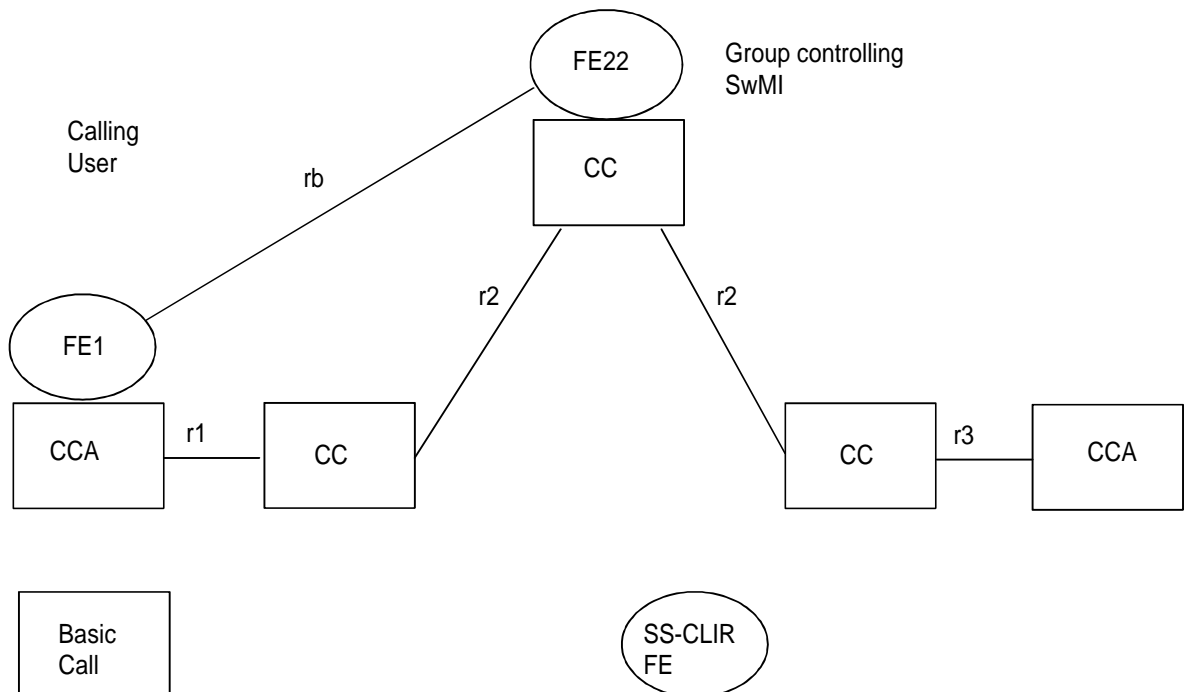 FE22
Group controlling
SwMI
Calling
User
CC
rb
r2
r2
FE1
CCA
r1
CC
CC
r3
CCA
Basic
Call
SS-CLIR
FE